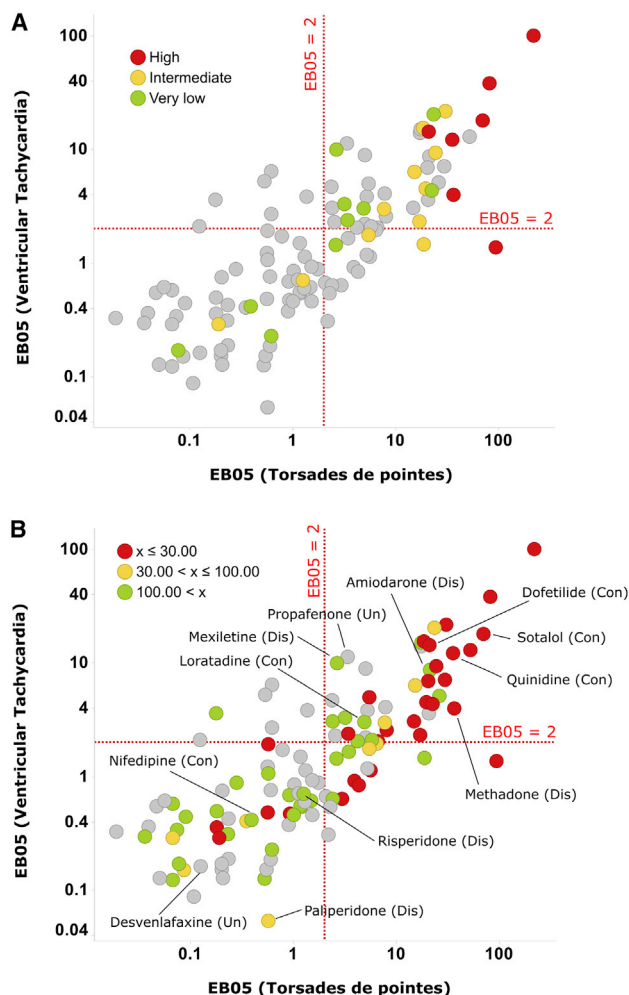 A
EB05 = 2
High
Intermediate
Very low
100
40
10
4
1
0.4
0.1
0.04
EB05 (Ventricular Tachycardia)
EB05 = 2
0.1
1
10
100
EB05 (Torsades de pointes)
B
EB05 = 2
x ≤ 30.00
30.00 < x ≤ 100.00
100.00 < x
100
40
10
4
1
0.4
0.1
0.04
EB05 (Ventricular Tachycardia)
Amiodarone (Dis)
Dofetilide (Con)
Propafenone (Un)
Sotalol (Con)
Mexiletine (Dis)
Loratadine (Con)
Quinidine (Con)
EB05 = 2
Nifedipine (Con)
Methadone (Dis)
Risperidone (Dis)
Desvenlafaxine (Un)
Paliperidone (Dis)
0.1
1
10
100
EB05 (Torsades de pointes)